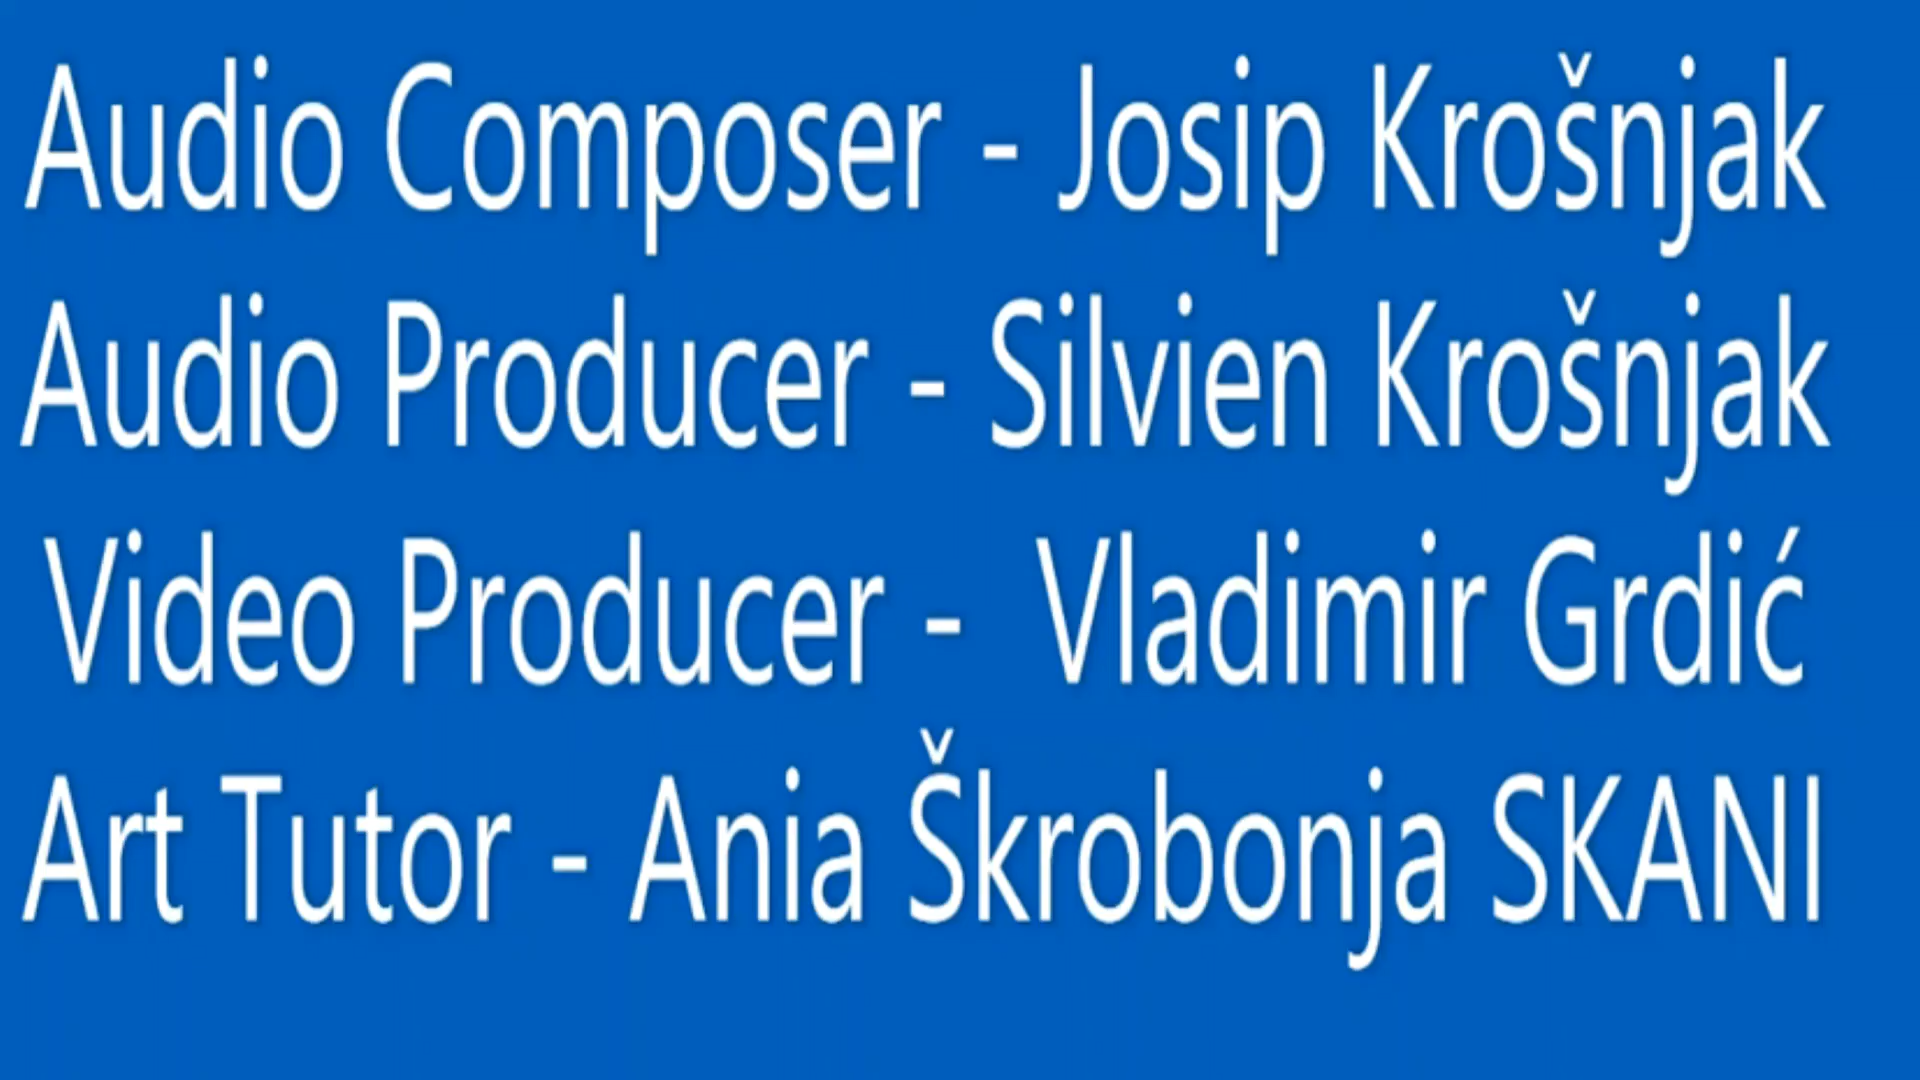 Audio Composer - Josip Krošnjak
Audio Producer - Silvien Krošnjak
Video Producer - Vladimir Grdić
Art Tutor - Ania Škrobonja SKANI